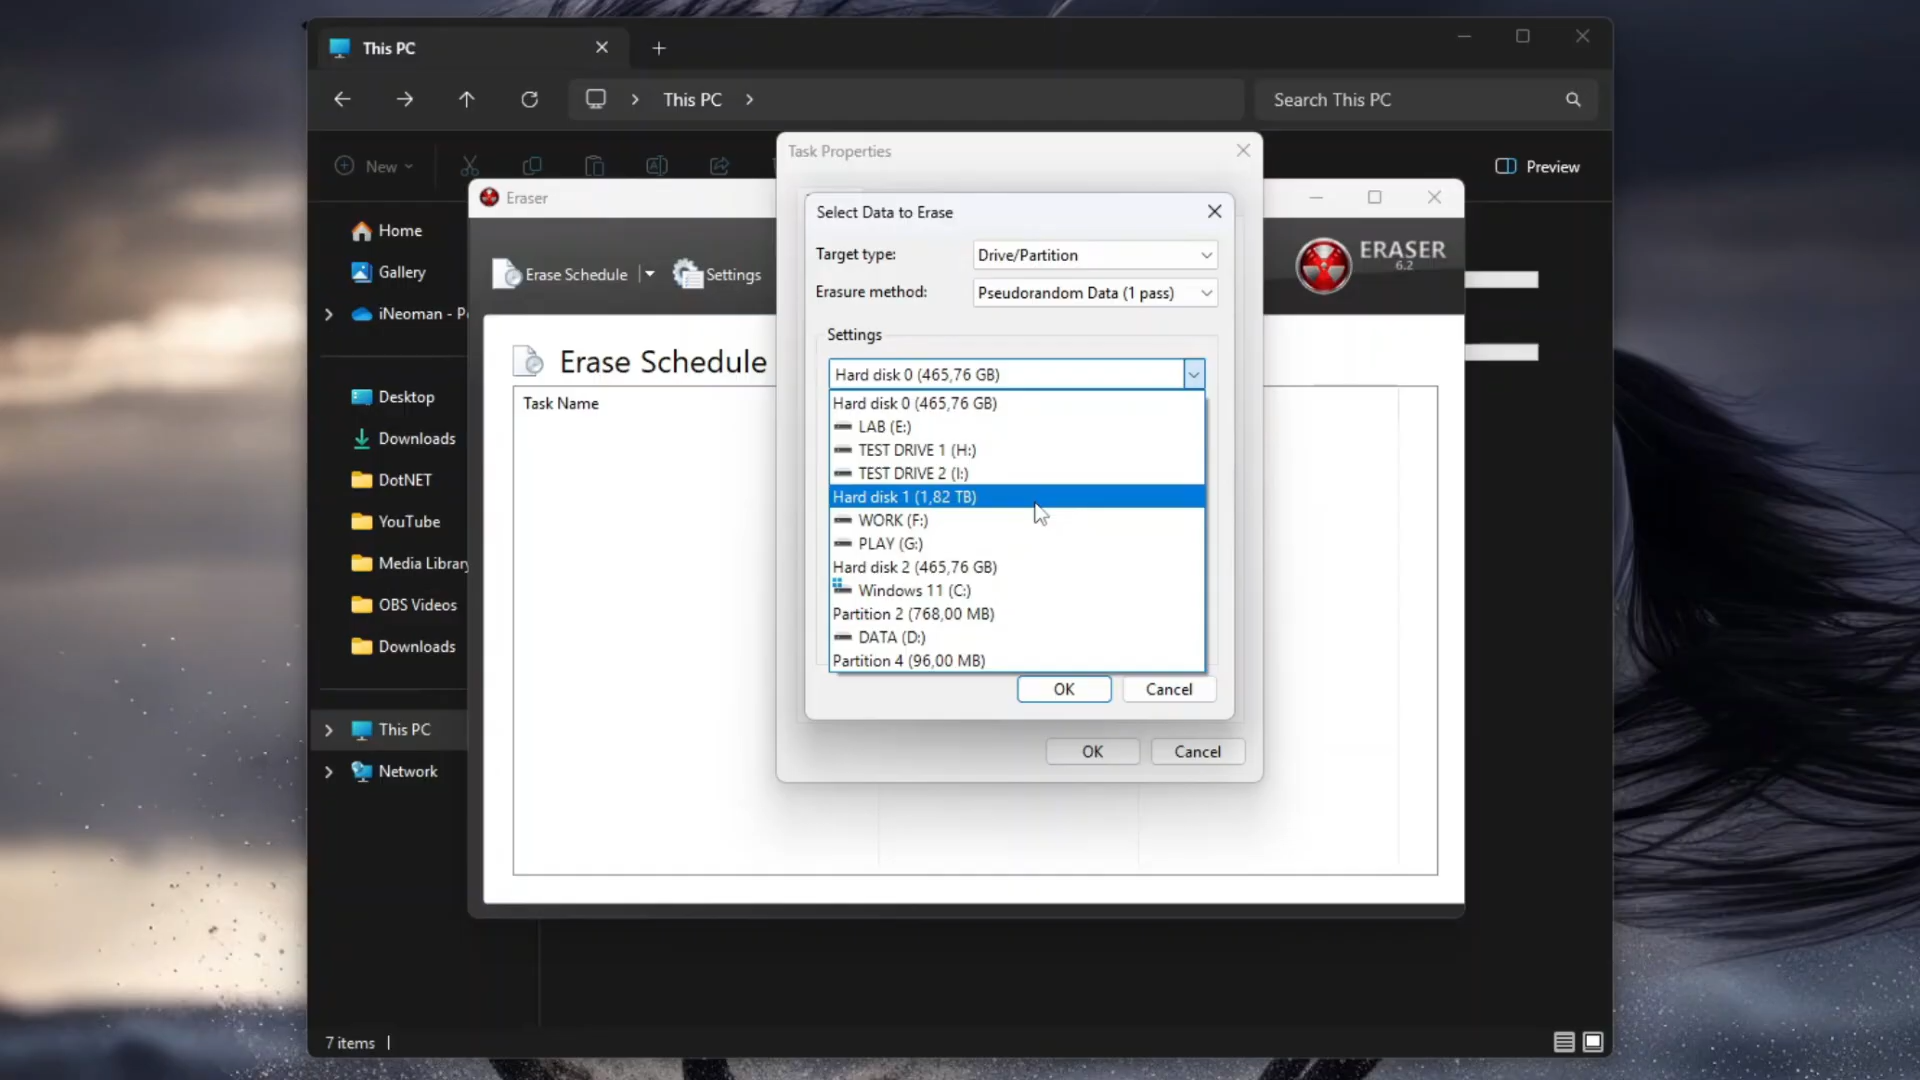 This PC
This PC
Search This PC
New
Preview
Task Properties
Eraser
Home
Gallery
iNeoman - P
Desktop
Downloads
DotNET
YouTube
Media Library
OBS Videos
Downloads
This PC
Network
Erase Schedule
Settings
ERASER
6.2
Erase Schedule
Task Name
Select Data to Erase
Target type:
Drive/Partition
Erasure method:
Pseudorandom Data (1 pass)
Settings
Hard disk 0 (465,76 GB)
Hard disk 0 (465,76 GB)
LAB (E:)
TEST DRIVE 1 (H:)
TEST DRIVE 2 (I:)
Hard disk 1 (1,82 TB)
WORK (F:)
PLAY (G:)
Hard disk 2 (465,76 GB)
Windows 11 (C:)
Partition 2 (768,00 MB)
DATA (D:)
Partition 4 (96,00 MB)
OK
Cancel
OK
Cancel
7 items